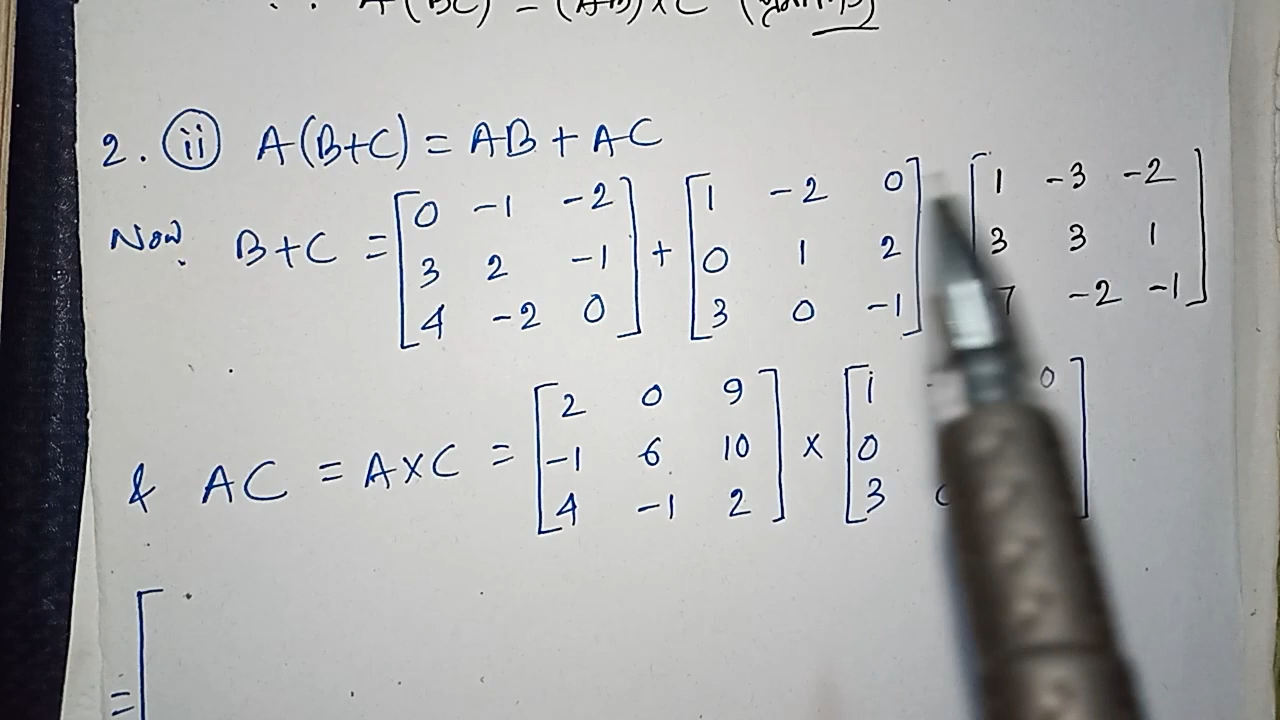 ∴ A(BC) = (AB)×C
2. (ii) A(B+C) = AB + AC
Now B+C = [0 -1 -2] + [1 -2 0] [1 -3 -2]
[3 2 -1] [0 1 2] [3 3 1]
[4 -2 0] [3 0 -1] [7 -2 -1]
& AC = A×C = [2 0 9] × [1 0]
[-1 6 10] [0
[4 -1 2] [3
= [